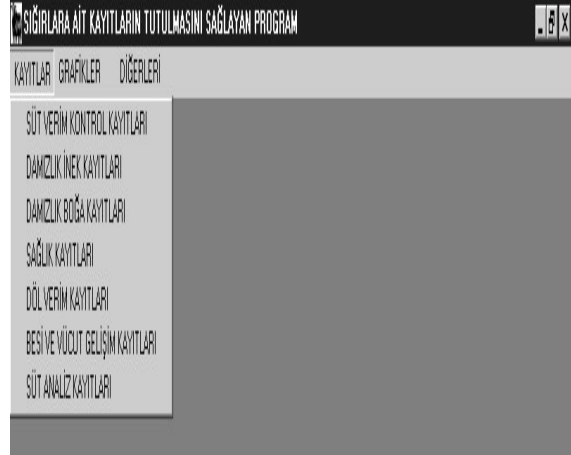 SIĞIRLARA AİT KAYITLARIN TUTULMASINI SAĞLAYAN PROGRAM
KAYITLAR GRAFİKLER DİĞERLERİ
SÜT VERİM KONTROL KAYITLARI
DAMIZLIK İNEK KAYITLARI
DAMIZLIK BOĞA KAYITLARI
SAĞLIK KAYITLARI
DÖL VERİM KAYITLARI
BESİ VE VÜCUT GELİŞİM KAYITLARI
SÜT ANALİZ KAYITLARI